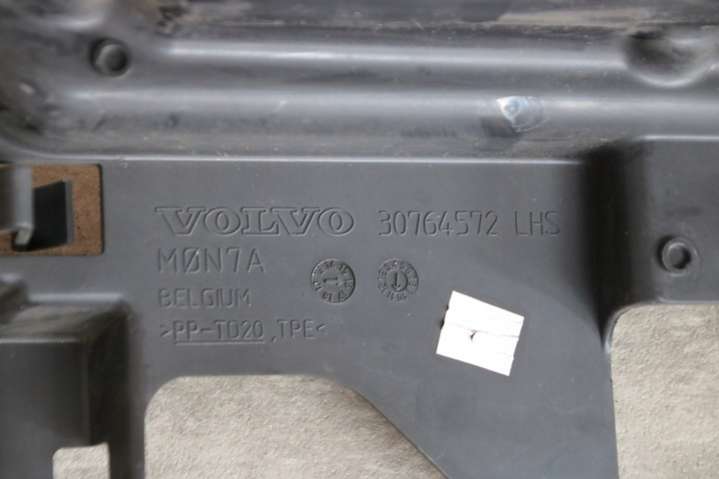 VOLVO 30764572 LHS
MØN7A
BELGIUM
>PP-TD20,TPE<